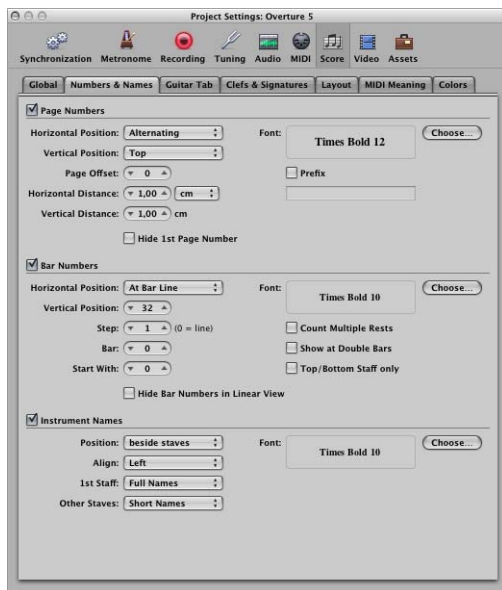 Project Settings: Overture 5
Synchronization Metronome Recording Tuning Audio MIDI Score Video Assets
Global Numbers & Names Guitar Tab Clefs & Signatures Layout MIDI Meaning Colors
Page Numbers
Horizontal Position: Alternating Font: Times Bold 12 Choose...
Vertical Position: Top
Page Offset: 0 Prefix
Horizontal Distance: 1,00 cm
Vertical Distance: 1,00 cm
Hide 1st Page Number
Bar Numbers
Horizontal Position: At Bar Line Font: Times Bold 10 Choose...
Vertical Position: 32
Step: 1 (0 = line) Count Multiple Rests
Bar: 0 Show at Double Bars
Start With: 0 Top/Bottom Staff only
Hide Bar Numbers in Linear View
Instrument Names
Position: beside staves Font: Times Bold 10 Choose...
Align: Left
1st Staff: Full Names
Other Staves: Short Names